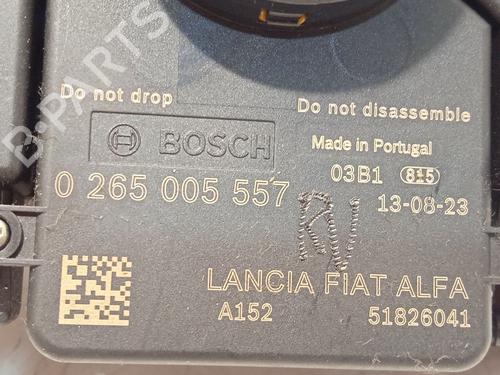 B-PARTS
Do not drop
Do not disassemble
BOSCH
Made in Portugal
03B1 815
0 265 005 557
13-08-23
RV
LANCIA FIAT ALFA
A152
51826041